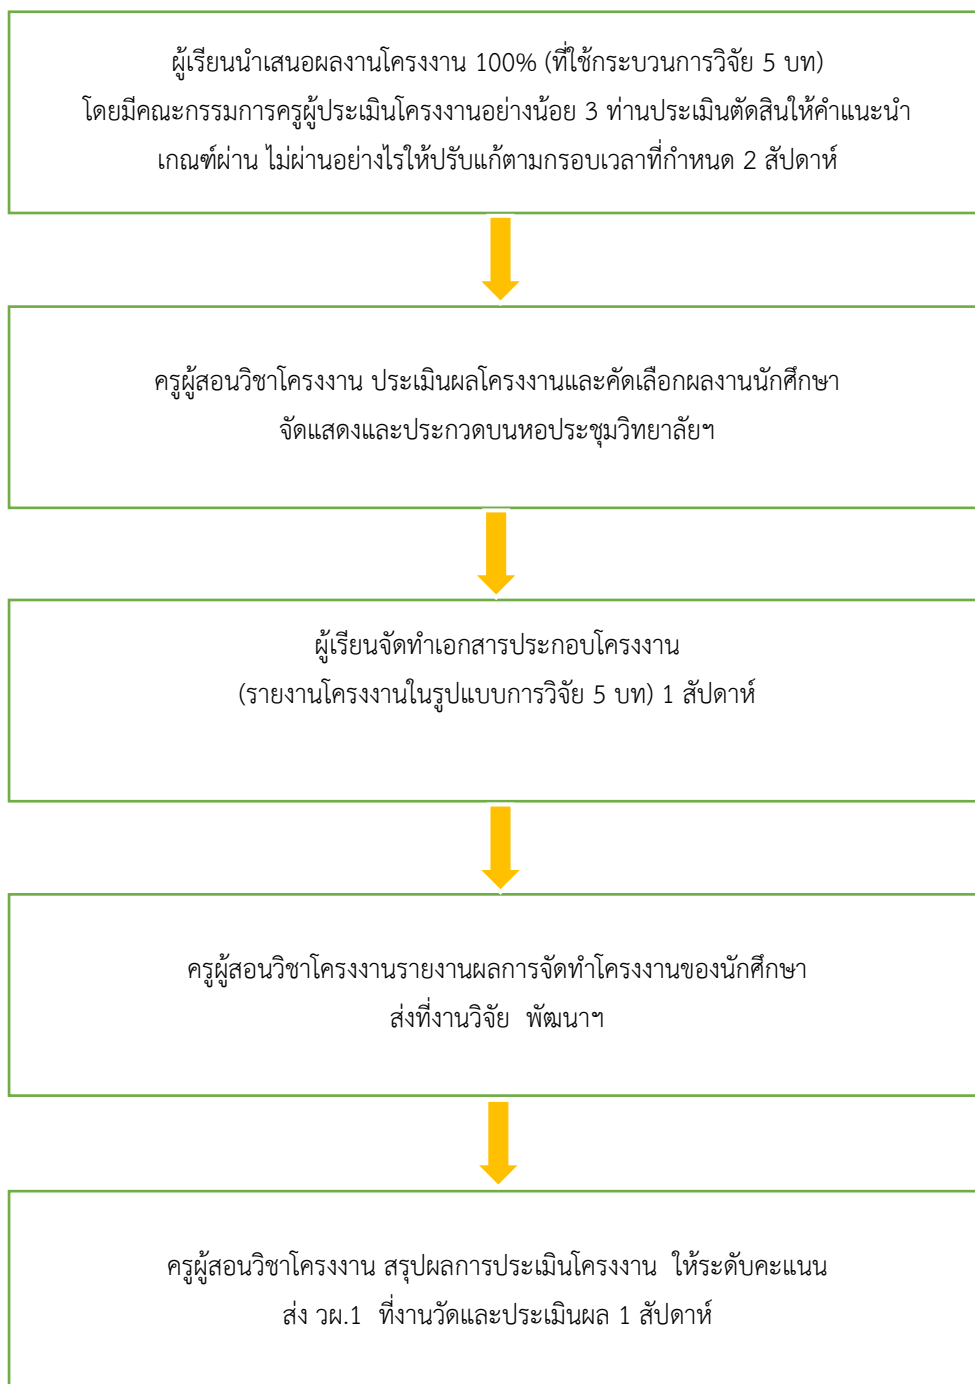 ผู้เรียนนำเสนอผลงานโครงงาน 100% (ที่ใช้กระบวนการวิจัย 5 บท)
โดยมีคณะกรรมการครูผู้ประเมินโครงงานอย่างน้อย 3 ท่านประเมินตัดสินให้คำแนะนำ
เกณฑ์ผ่าน ไม่ผ่านอย่างไรให้ปรับแก้ตามกรอบเวลาที่กำหนด 2 สัปดาห์
ครูผู้สอนวิชาโครงงาน ประเมินผลโครงงานและคัดเลือกผลงานนักศึกษา
จัดแสดงและประกวดบนหอประชุมวิทยาลัยฯ
ผู้เรียนจัดทำเอกสารประกอบโครงงาน
(รายงานโครงงานในรูปแบบการวิจัย 5 บท) 1 สัปดาห์
ครูผู้สอนวิชาโครงงานรายงานผลการจัดทำโครงงานของนักศึกษา
ส่งที่งานวิจัย  พัฒนาฯ
ครูผู้สอนวิชาโครงงาน สรุปผลการประเมินโครงงาน  ให้ระดับคะแนน
ส่ง วผ.1  ที่งานวัดและประเมินผล 1 สัปดาห์